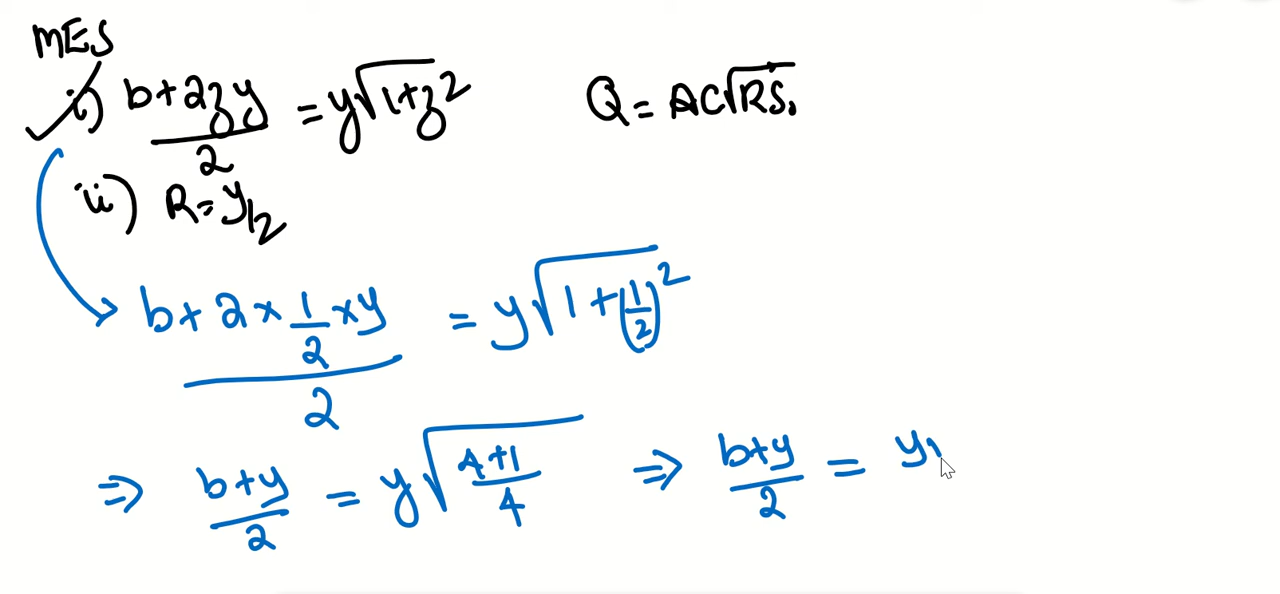 MES
i) (b+2zy)/2 = y√(1+z²)
Q = AC√(RS₀)
ii) R = y/2
(b+2×1/2×y)/2 = y√(1+(1/2)²)
⇒ (b+y)/2 = y√((4+1)/4) ⇒ (b+y)/2 = y